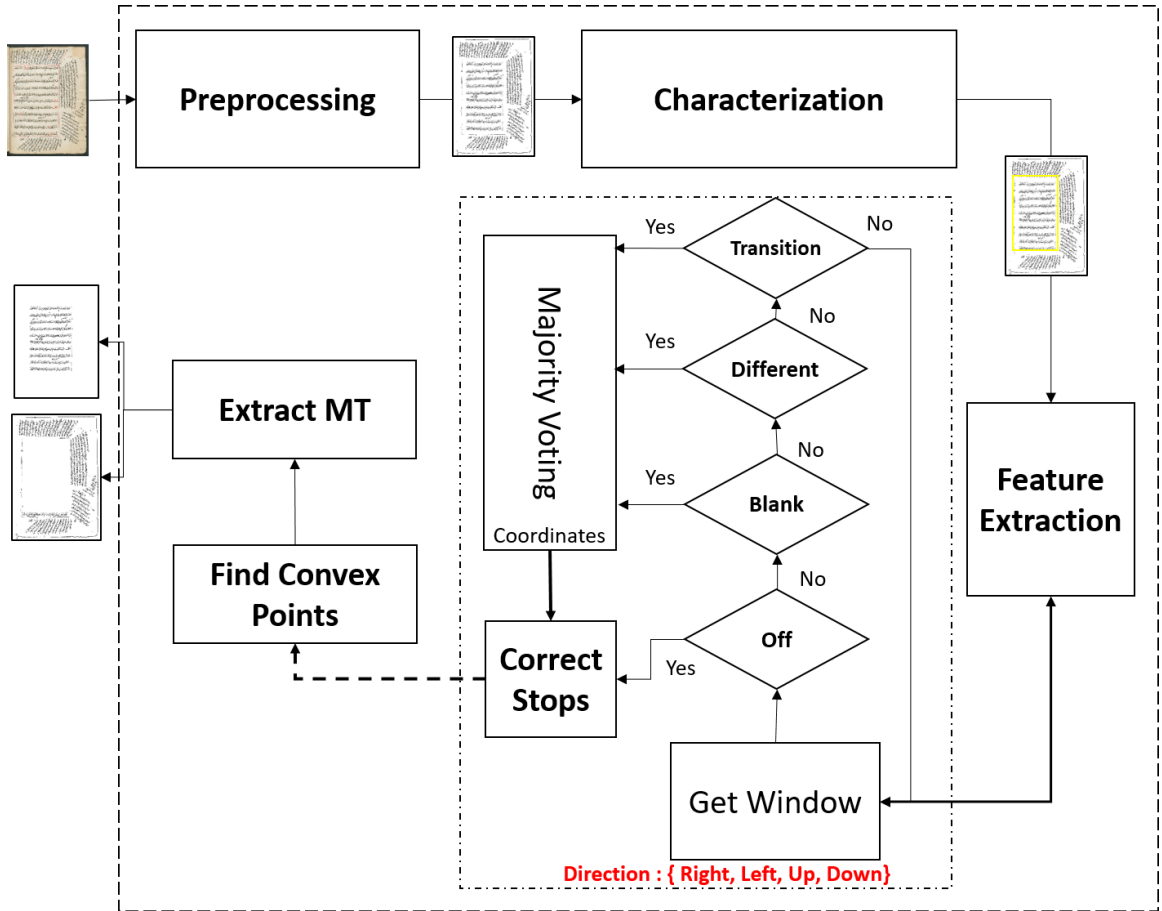 Preprocessing
Characterization
Transition
Yes
No
Majority Voting
Coordinates
Different
Yes
No
Blank
Yes
No
Off
Yes
No
Correct
Stops
Get Window
Direction : { Right, Left, Up, Down}
Feature
Extraction
Extract MT
Find Convex
Points